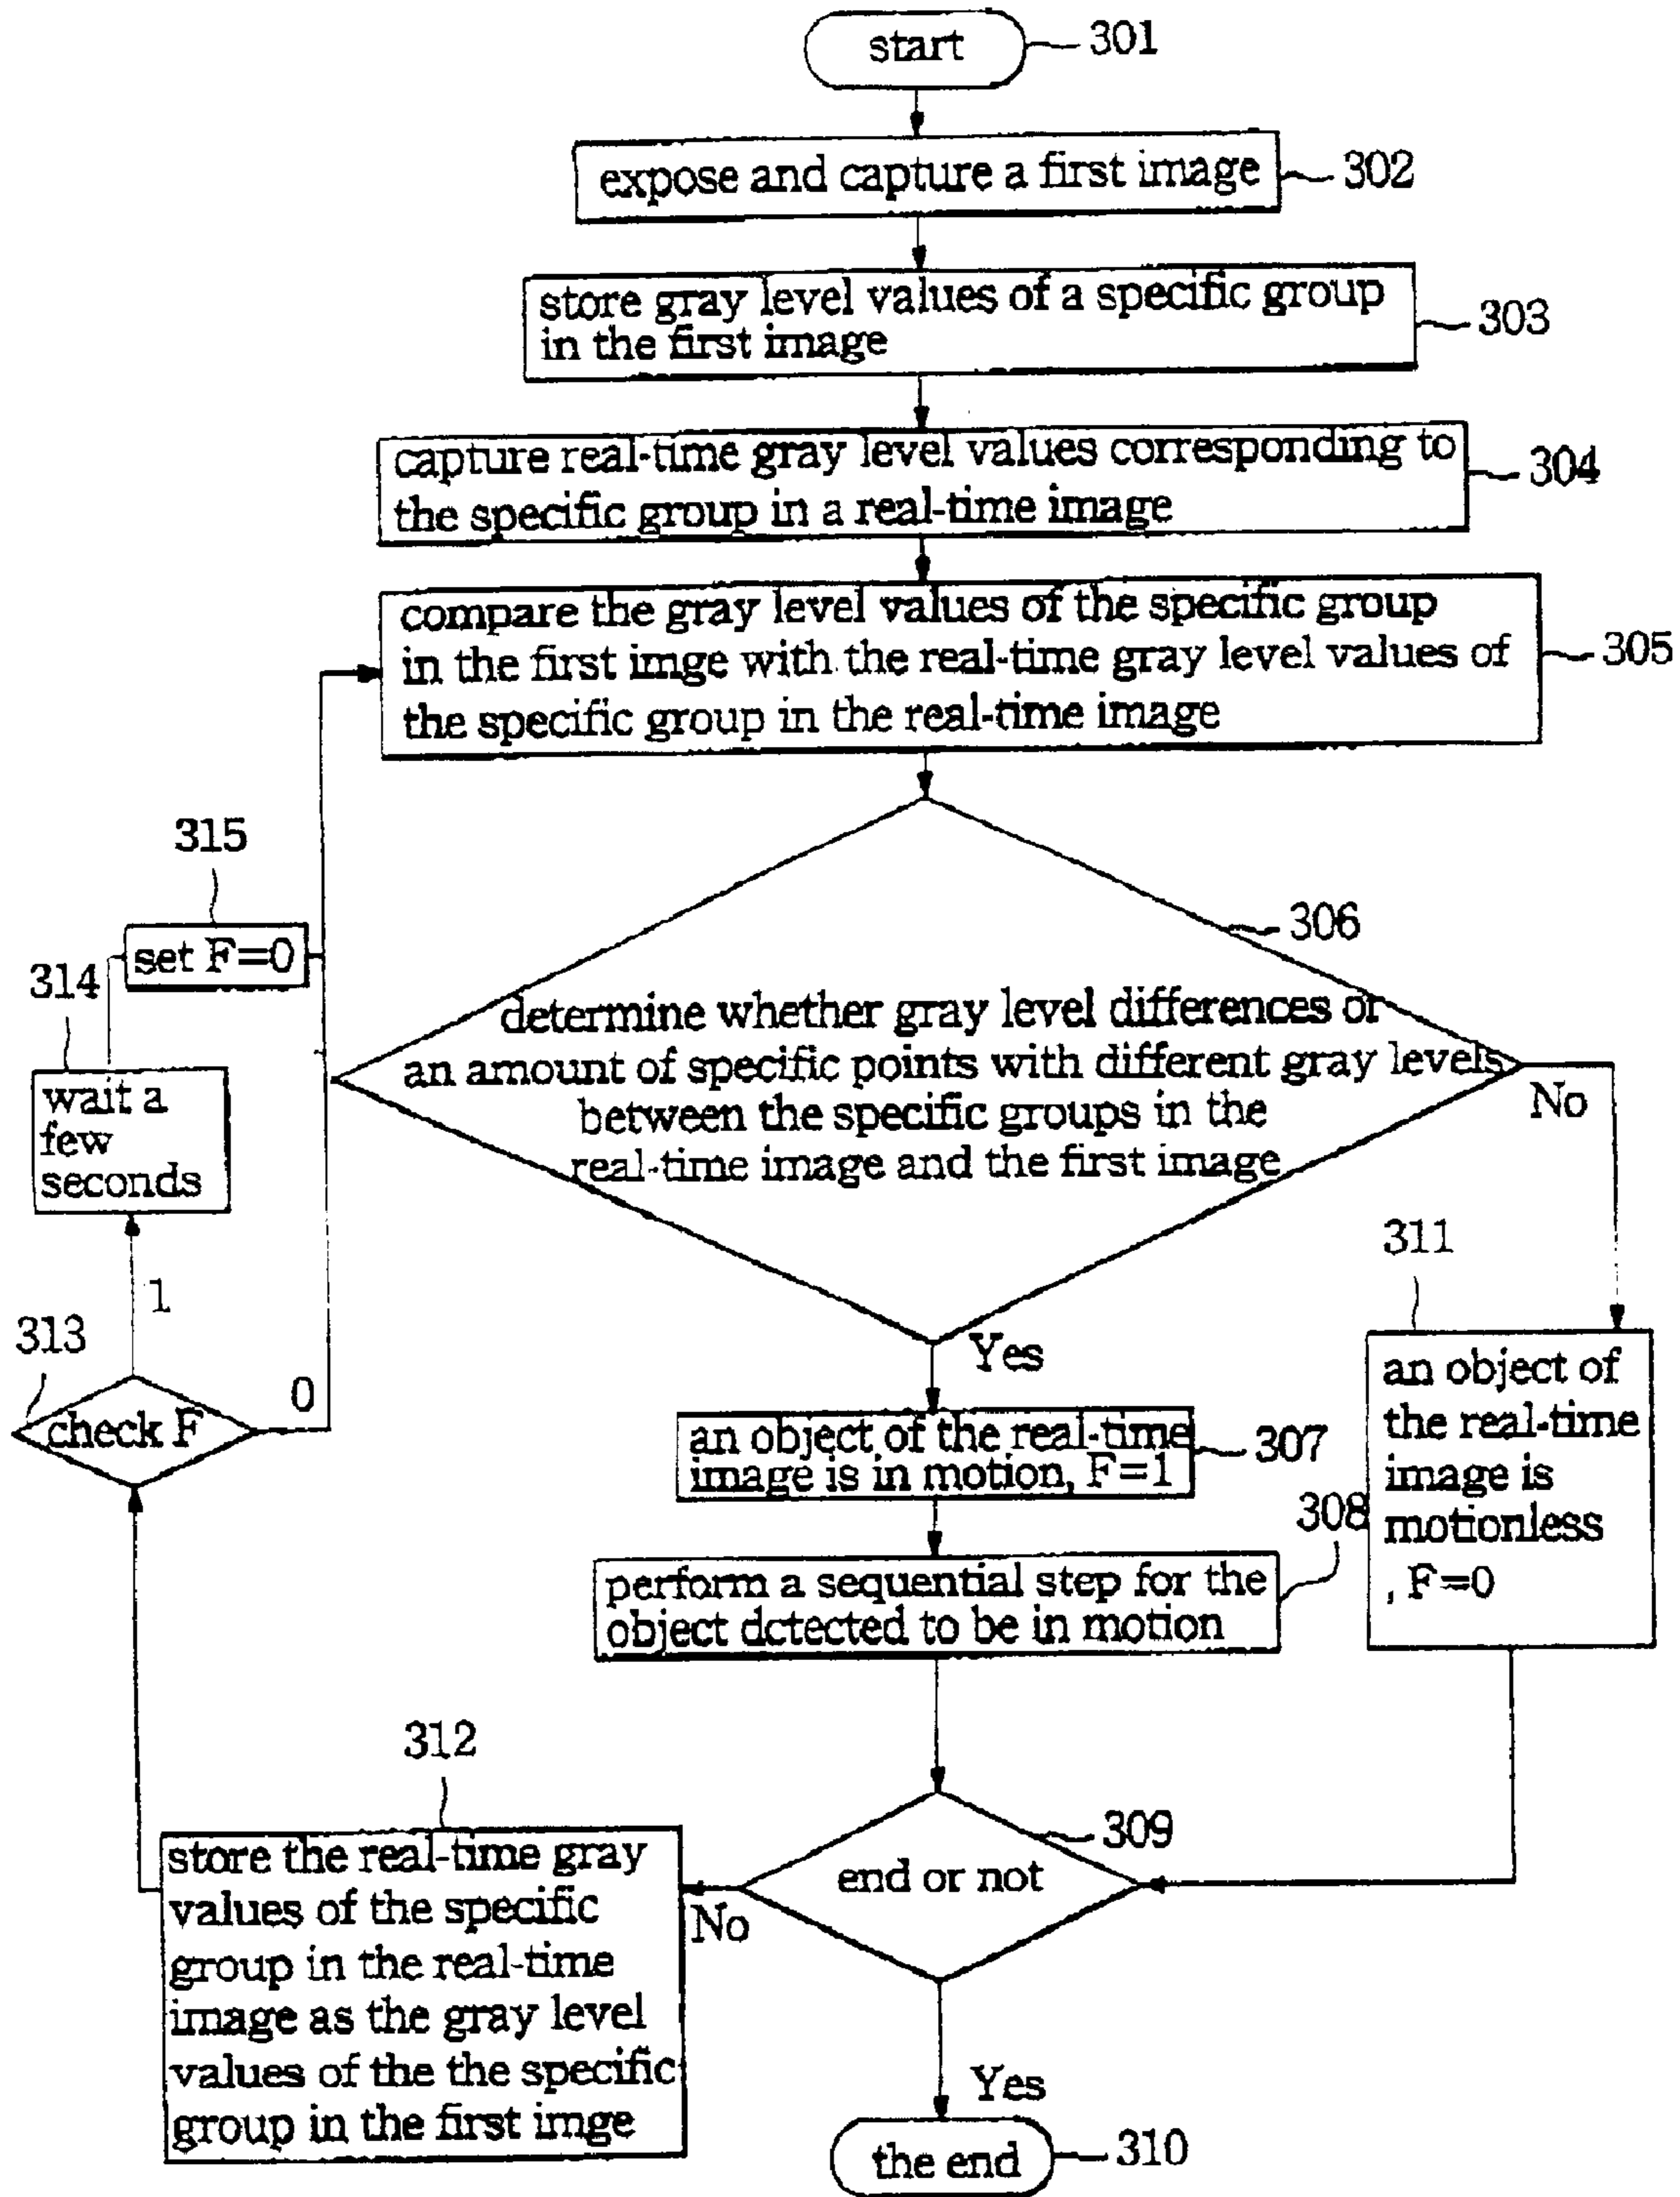 start
301
expose and capture a first image
302
store gray level values of a specific group
in the first image
303
capture real-time gray level values corresponding to
the specific group in a real-time image
304
compare the gray level values of the specific group
in the first imge with the real-time gray level values of
the specific group in the real-time image
305
315
set F=0
314
wait a
few
seconds
306
determine whether gray level differences or
an amount of specific points with different gray levels
between the specific groups in the
real-time image and the first image
No
Yes
1
313
check F
0
311
an object of
the real-time
image is
motionless
, F=0
an object of the real-time
image is in motion, F=1
307
308
perform a sequential step for the
object detected to be in motion
312
store the real-time gray
values of the specific
group in the real-time
image as the gray level
values of the the specific
group in the first imge
309
end or not
No
Yes
the end
310